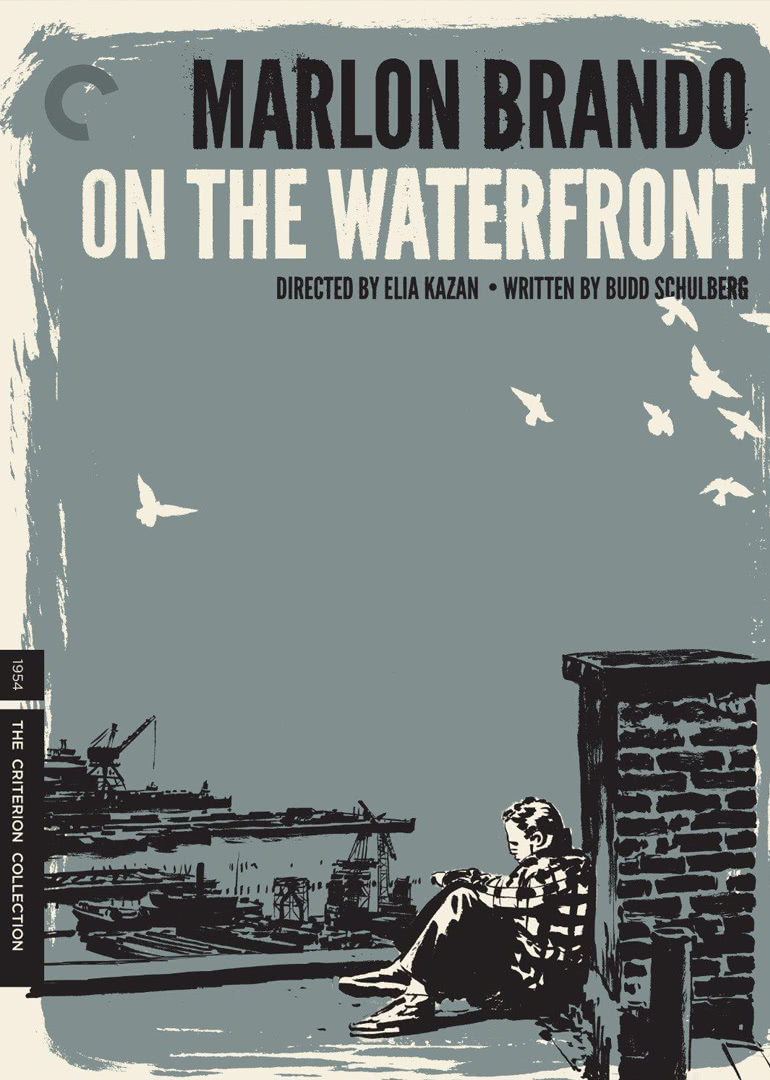 MARLON BRANDO
ON THE WATERFRONT
DIRECTED BY ELIA KAZAN • WRITTEN BY BUDD SCHULBERG
1954
THE CRITERION COLLECTION